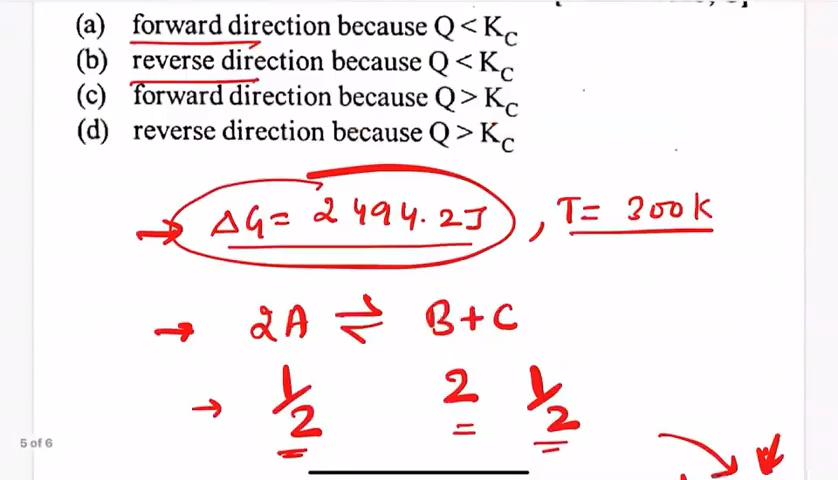 (a) forward direction because Q < K_C
(b) reverse direction because Q < K_C
(c) forward direction because Q > K_C
(d) reverse direction because Q > K_C
→ ΔG = 2494.2J , T = 300K
→ 2A ⇌ B + C
→ 1/2 2 1/2
5 of 6